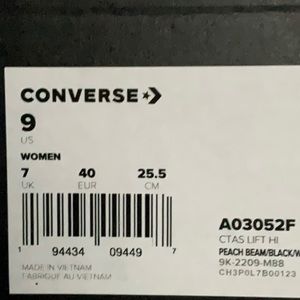 CONVERSE
9
US
WOMEN
7 40 25.5
UK EUR CM
1 94434 09449 7
MADE IN VIETNAM
FABRIQUÉ AU VIETNAM
A03052F
CTAS LIFT HI
PEACH BEAM/BLACK/W
9K-2209-M88
CH3P0L7B00123